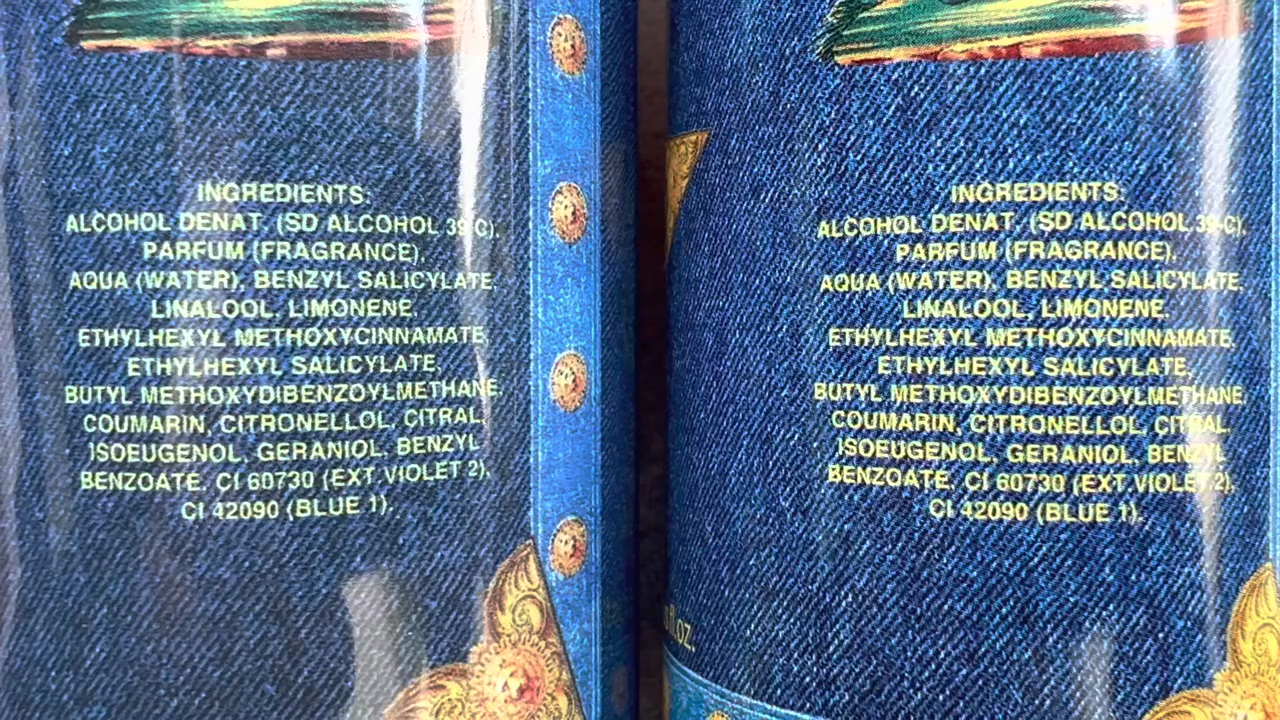 INGREDIENTS:
ALCOHOL DENAT. (SD ALCOHOL 39-C),
PARFUM (FRAGRANCE),
AQUA (WATER), BENZYL SALICYLATE,
LINALOOL, LIMONENE,
ETHYLHEXYL METHOXYCINNAMATE,
ETHYLHEXYL SALICYLATE,
BUTYL METHOXYDIBENZOYLMETHANE,
COUMARIN, CITRONELLOL, CITRAL,
ISOEUGENOL, GERANIOL, BENZYL
BENZOATE, CI 60730 (EXT.VIOLET 2),
CI 42090 (BLUE 1).
INGREDIENTS:
ALCOHOL DENAT. (SD ALCOHOL 39-C),
PARFUM (FRAGRANCE),
AQUA (WATER), BENZYL SALICYLATE,
LINALOOL, LIMONENE,
ETHYLHEXYL METHOXYCINNAMATE,
ETHYLHEXYL SALICYLATE,
BUTYL METHOXYDIBENZOYLMETHANE,
COUMARIN, CITRONELLOL, CITRAL,
ISOEUGENOL, GERANIOL, BENZYL
BENZOATE, CI 60730 (EXT.VIOLET 2),
CI 42090 (BLUE 1).
fl.oz.